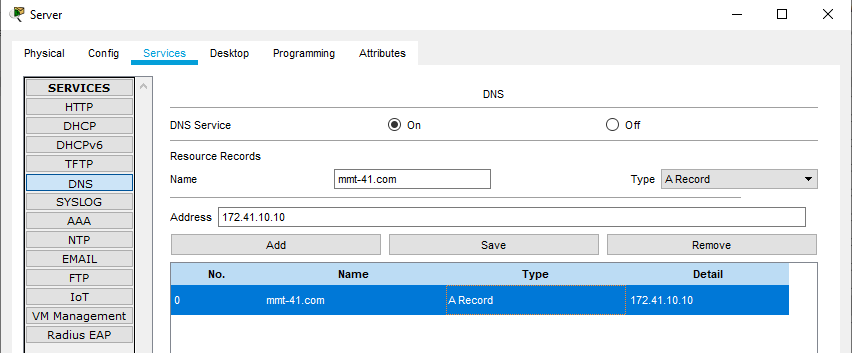 Server
Physical Config Services Desktop Programming Attributes
SERVICES
HTTP
DHCP
DHCPv6
TFTP
DNS
SYSLOG
AAA
NTP
EMAIL
FTP
IoT
VM Management
Radius EAP
DNS
DNS Service On Off
Resource Records
Name mmt-41.com Type A Record
Address 172.41.10.10
Add Save Remove
No. Name Type Detail
0 mmt-41.com A Record 172.41.10.10